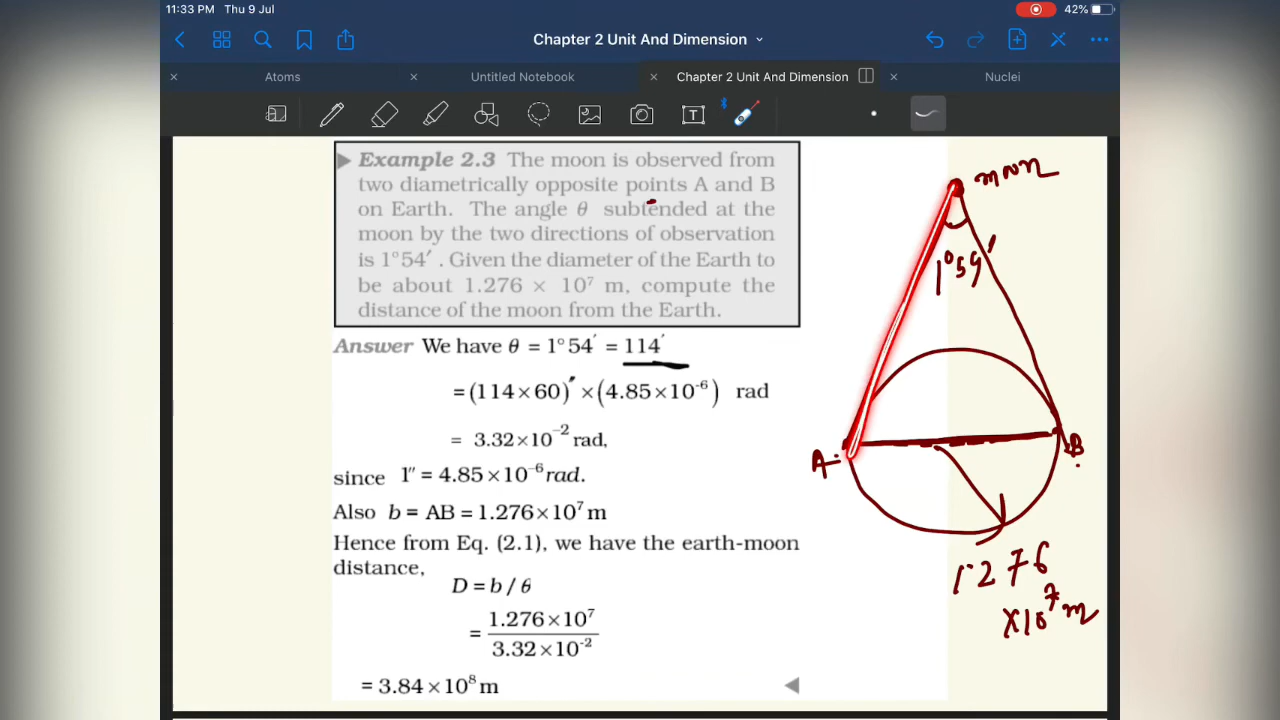 11:33 PM Thu 9 Jul
42%
Chapter 2 Unit And Dimension
Atoms
Untitled Notebook
Chapter 2 Unit And Dimension
Nuclei
Example 2.3 The moon is observed from
two diametrically opposite points A and B
on Earth. The angle θ subtended at the
moon by the two directions of observation
is 1°54′. Given the diameter of the Earth to
be about 1.276 × 10⁷ m, compute the
distance of the moon from the Earth.
Answer We have θ = 1°54′ = 114′
= (114×60)″ × (4.85×10⁻⁶) rad
= 3.32×10⁻² rad,
since 1″ = 4.85×10⁻⁶ rad.
Also b = AB = 1.276×10⁷ m
Hence from Eq. (2.1), we have the earth-moon
distance,
D = b / θ
= 1.276×10⁷
3.32×10⁻²
= 3.84×10⁸ m
moon
1°54′
A
B
1.276
×10⁷ m